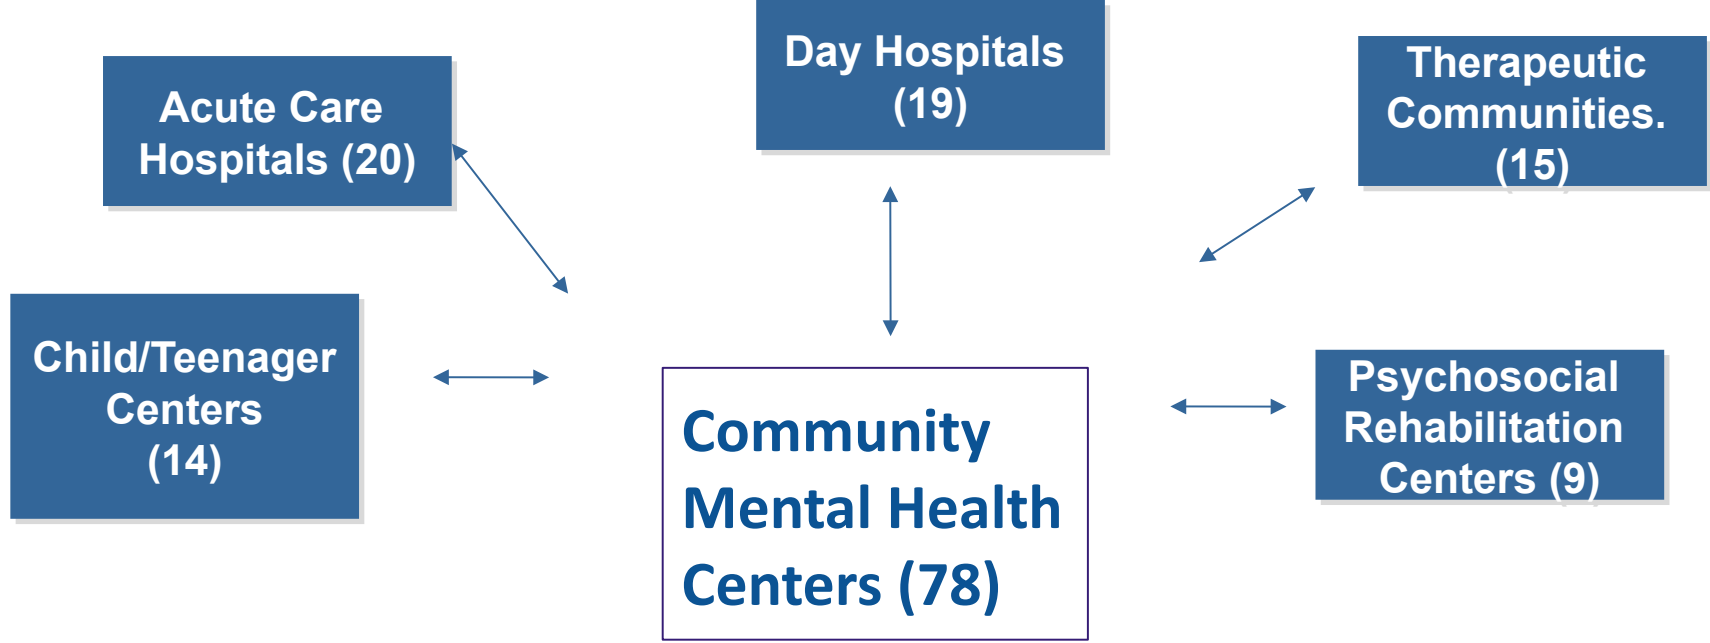 Acute Care
Hospitals (20)
Day Hospitals
(19)
Therapeutic
Communities.
(15)
Child/Teenager
Centers
(14)
Community
Mental Health
Centers (78)
Psychosocial
Rehabilitation
Centers (9)